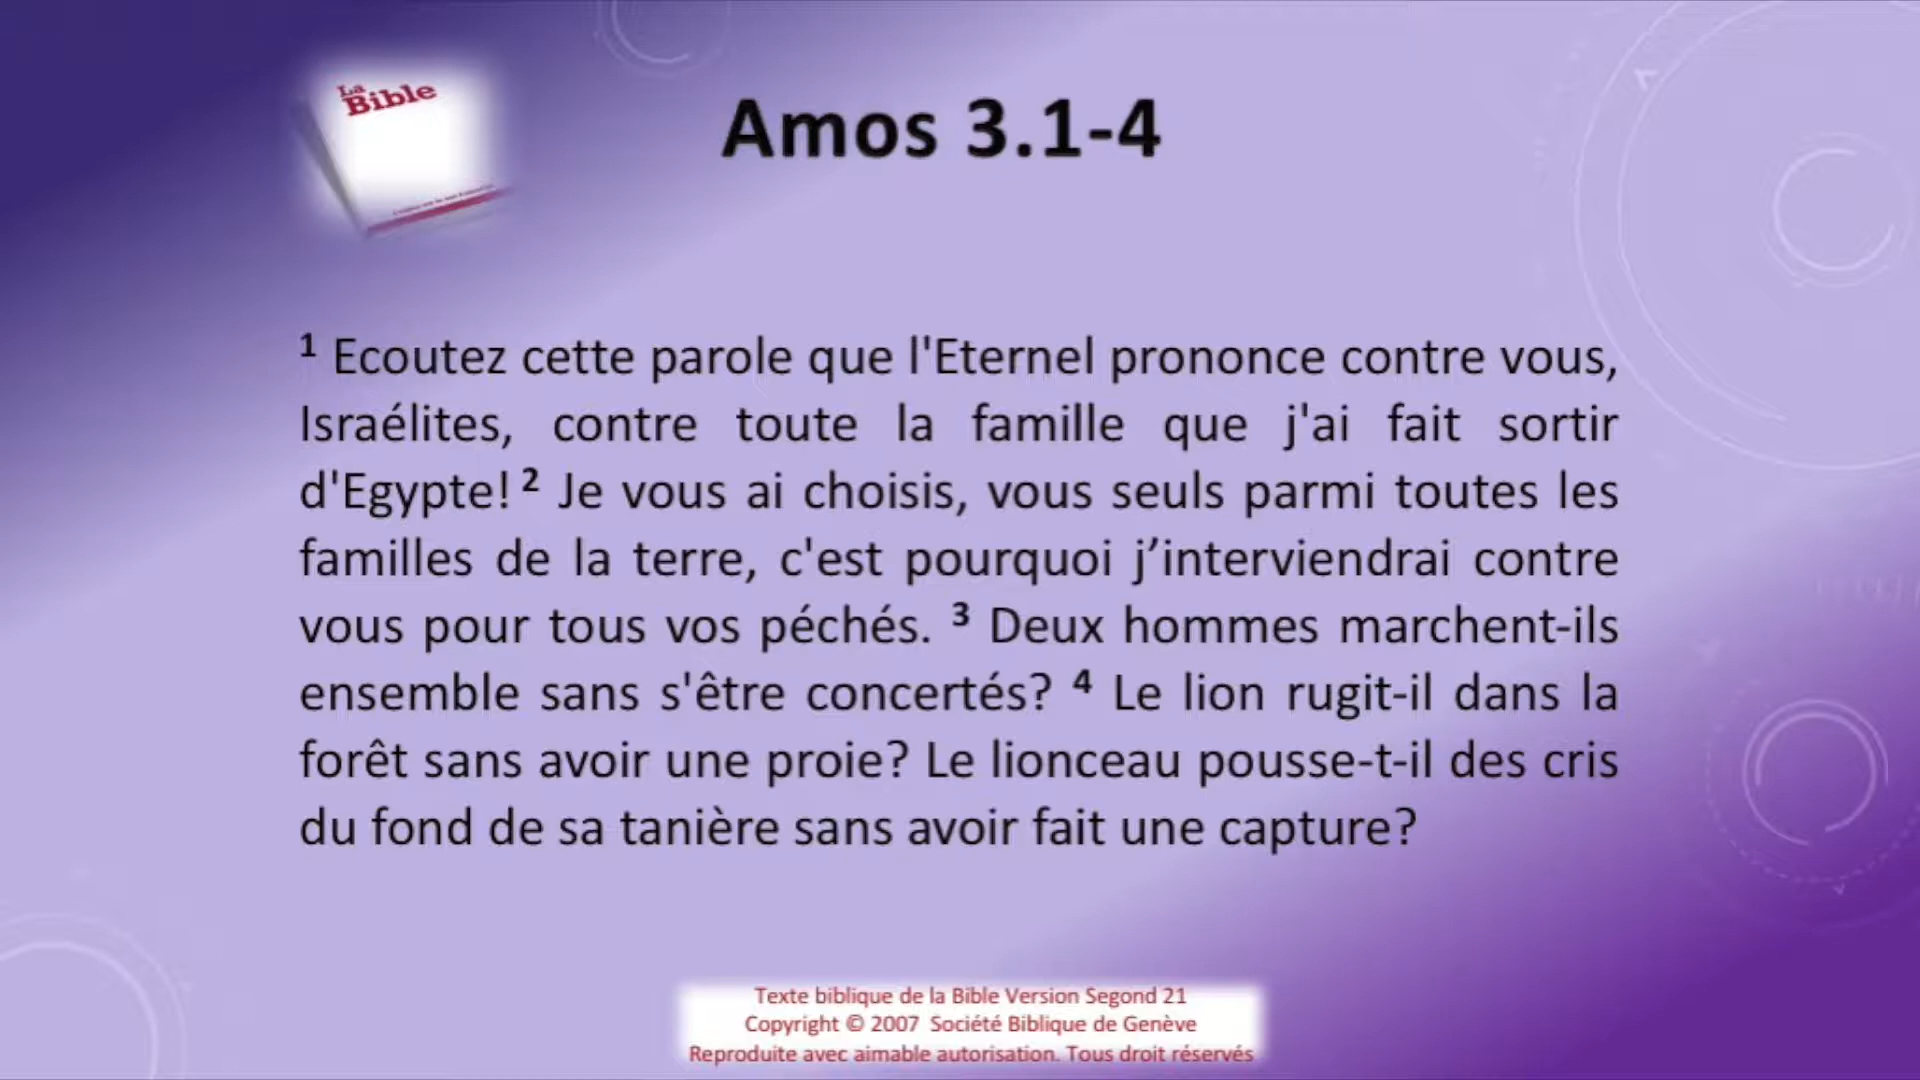 La
Bible
Amos 3.1-4
¹ Ecoutez cette parole que l'Eternel prononce contre vous,
Israélites, contre toute la famille que j'ai fait sortir
d'Egypte! ² Je vous ai choisis, vous seuls parmi toutes les
familles de la terre, c'est pourquoi j’interviendrai contre
vous pour tous vos péchés. ³ Deux hommes marchent-ils
ensemble sans s'être concertés? ⁴ Le lion rugit-il dans la
forêt sans avoir une proie? Le lionceau pousse-t-il des cris
du fond de sa tanière sans avoir fait une capture?
Texte biblique de la Bible Version Segond 21
Copyright © 2007 Société Biblique de Genève
Reproduite avec aimable autorisation. Tous droit réservés